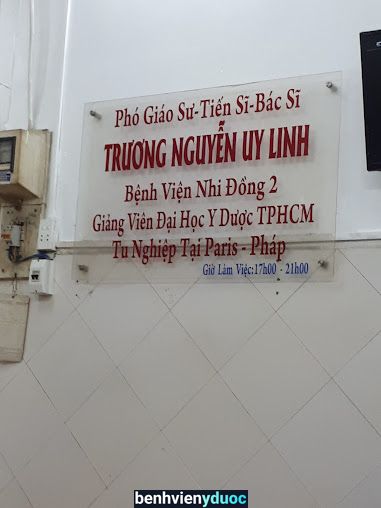 Phó Giáo Sư-Tiến Sĩ-Bác Sĩ
TRƯƠNG NGUYỄN UY LINH
Bệnh Viện Nhi Đồng 2
Giảng Viên Đại Học Y Dược TPHCM
Tu Nghiệp Tại Paris - Pháp
Giờ Làm Việc:17h00 - 21h00
benhvienyduoc